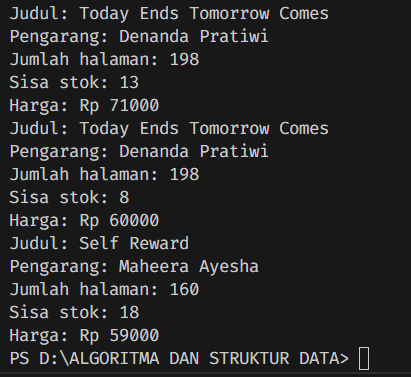 Judul: Today Ends Tomorrow Comes
Pengarang: Denanda Pratiwi
Jumlah halaman: 198
Sisa stok: 13
Harga: Rp 71000
Judul: Today Ends Tomorrow Comes
Pengarang: Denanda Pratiwi
Jumlah halaman: 198
Sisa stok: 8
Harga: Rp 60000
Judul: Self Reward
Pengarang: Maheera Ayesha
Jumlah halaman: 160
Sisa stok: 18
Harga: Rp 59000
PS D:\ALGORITMA DAN STRUKTUR DATA>